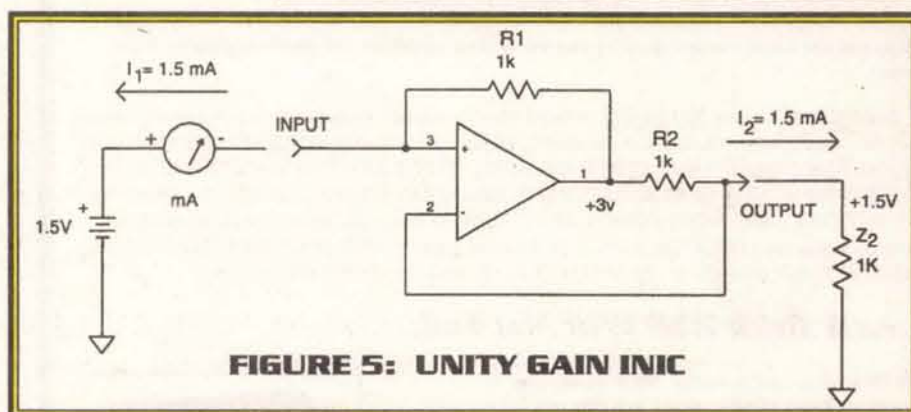 R1
1k
I1= 1.5 mA
+
-
INPUT
mA
+
1.5V
3
+
2
-
1
+3v
R2
1k
I2= 1.5 mA
OUTPUT
+1.5V
Z2
1K
FIGURE 5: UNITY GAIN INIC